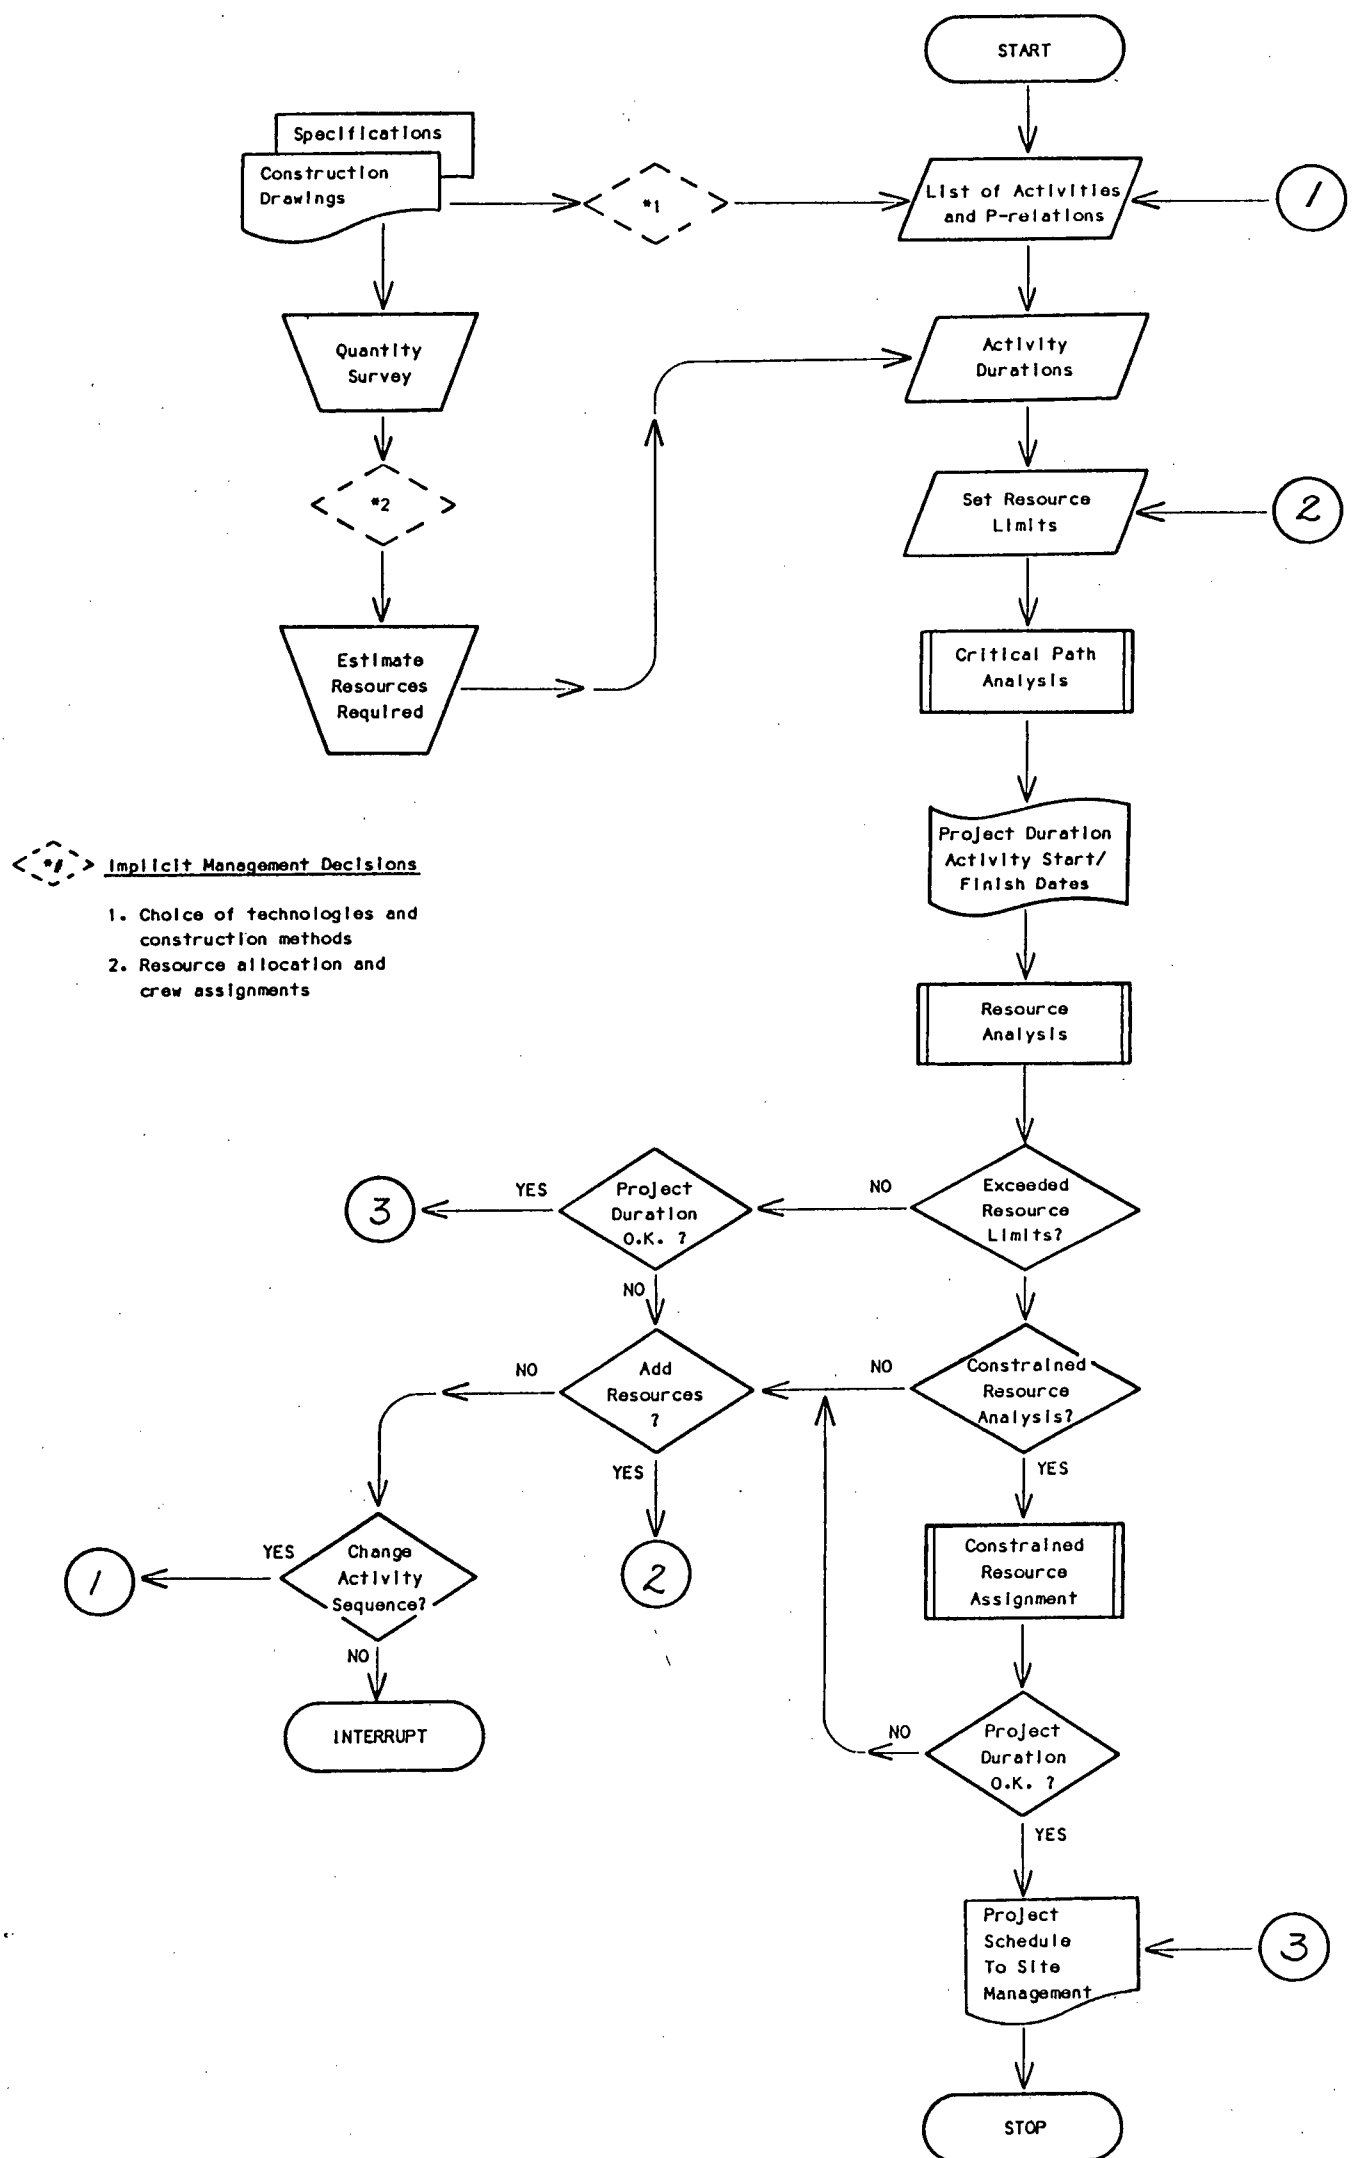 START
Specifications
Construction
Drawings
*1
List of Activities
and P-relations
1
Quantity
Survey
Activity
Durations
*2
Set Resource
Limits
2
Estimate
Resources
Required
Critical Path
Analysis
Project Duration
Activity Start/
Finish Dates
*# Implicit Management Decisions
1. Choice of technologies and
construction methods
2. Resource allocation and
crew assignments
Resource
Analysis
3
YES
Project
Duration
O.K. ?
NO
Exceeded
Resource
Limits?
NO
NO
Add
Resources
?
NO
Constrained
Resource
Analysis?
YES
YES
1
YES
Change
Activity
Sequence?
2
Constrained
Resource
Assignment
NO
INTERRUPT
NO
Project
Duration
O.K. ?
YES
Project
Schedule
To Site
Management
3
STOP